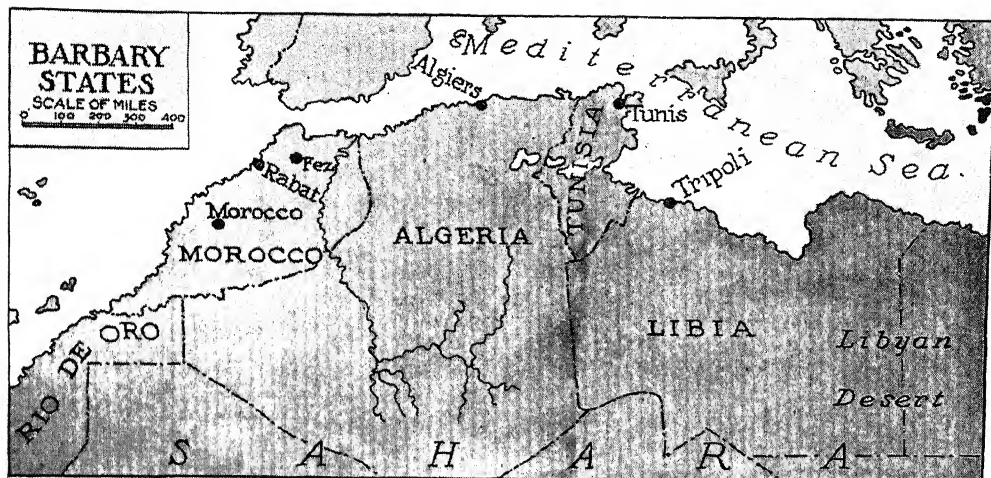 BARBARY
STATES
SCALE OF MILES
0 100 200 300 400
Mediterranean Sea.
Algiers
Tunis
TUNISIA
Fez
Rabat
Tripoli
Morocco
MOROCCO
ALGERIA
LIBIA
RIO DE ORO
Libyan
Desert
SAHARA